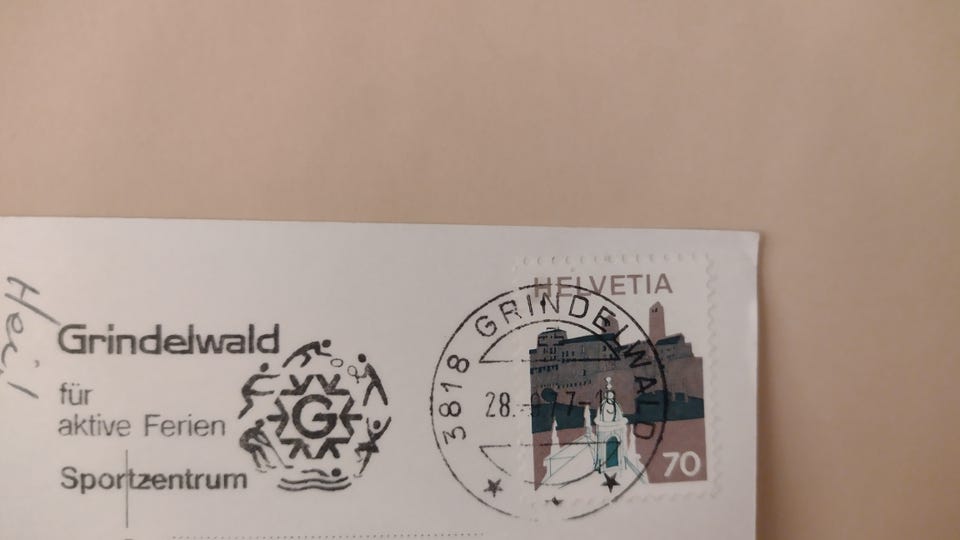 Grindelwald
für
aktive Ferien
Sportzentrum
G
3818 GRINDELWALD
HELVETIA
70